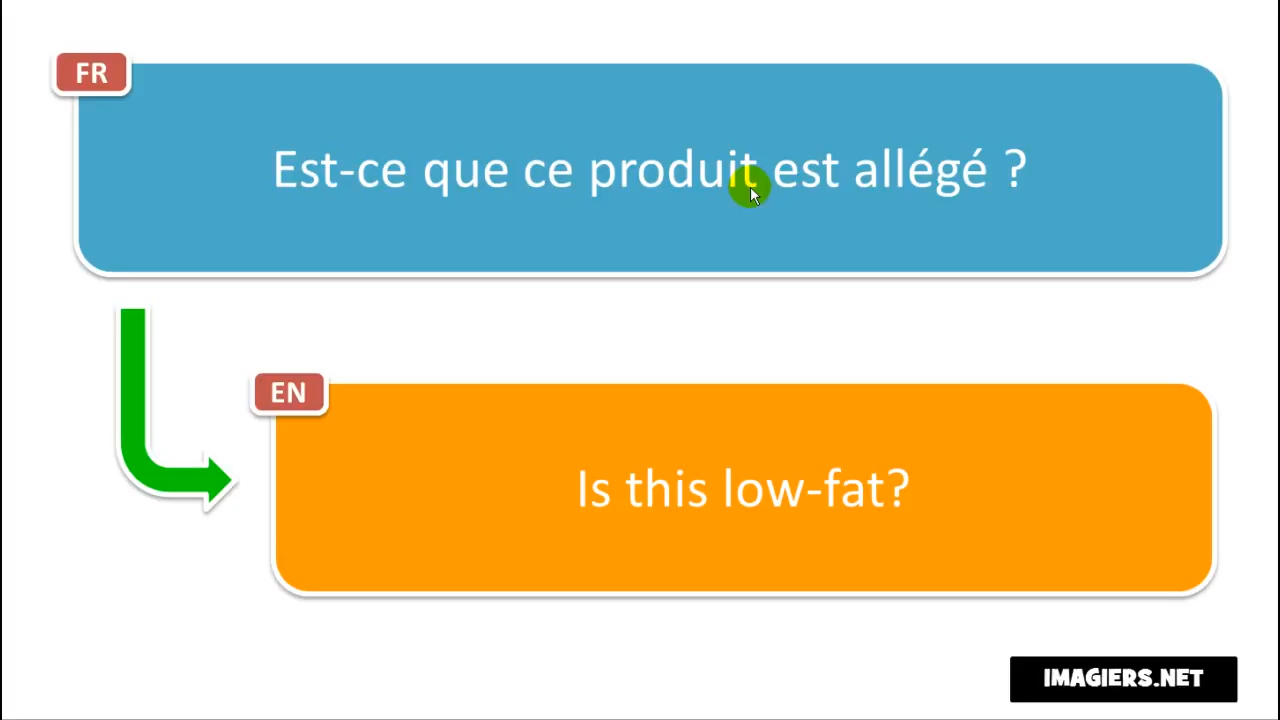 FR
Est-ce que ce produit est allégé ?
EN
Is this low-fat?
IMAGIERS.NET